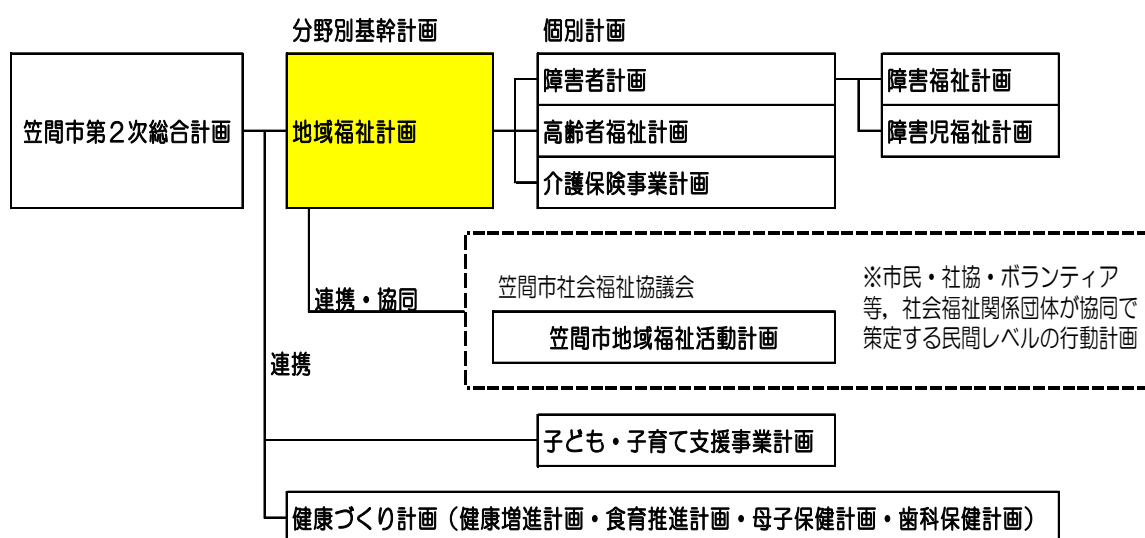 分野別基幹計画
個別計画
笠間市第２次総合計画
地域福祉計画
障害者計画
高齢者福祉計画
介護保険事業計画
障害福祉計画
障害児福祉計画
連携・協同
笠間市社会福祉協議会
笠間市地域福祉活動計画
※市民・社協・ボランティア
等，社会福祉関係団体が協同で
策定する民間レベルの行動計画
連携
子ども・子育て支援事業計画
健康づくり計画（健康増進計画・食育推進計画・母子保健計画・歯科保健計画）